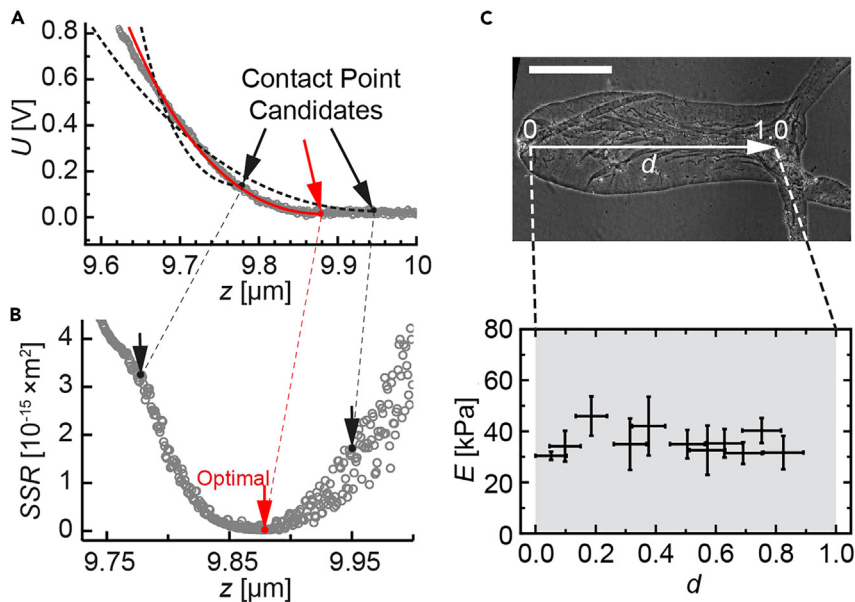 A
0.8
0.6
0.4
0.2
0.0
U [V]
Contact Point
Candidates
9.6 9.7 9.8 9.9 10
z [µm]
B
4
3
2
1
0
SSR [10⁻¹⁵ ×m²]
Optimal
9.75 9.85 9.95
z [µm]
C
0 1.0
d
80
60
40
20
0
E [kPa]
0.0 0.2 0.4 0.6 0.8 1.0
d